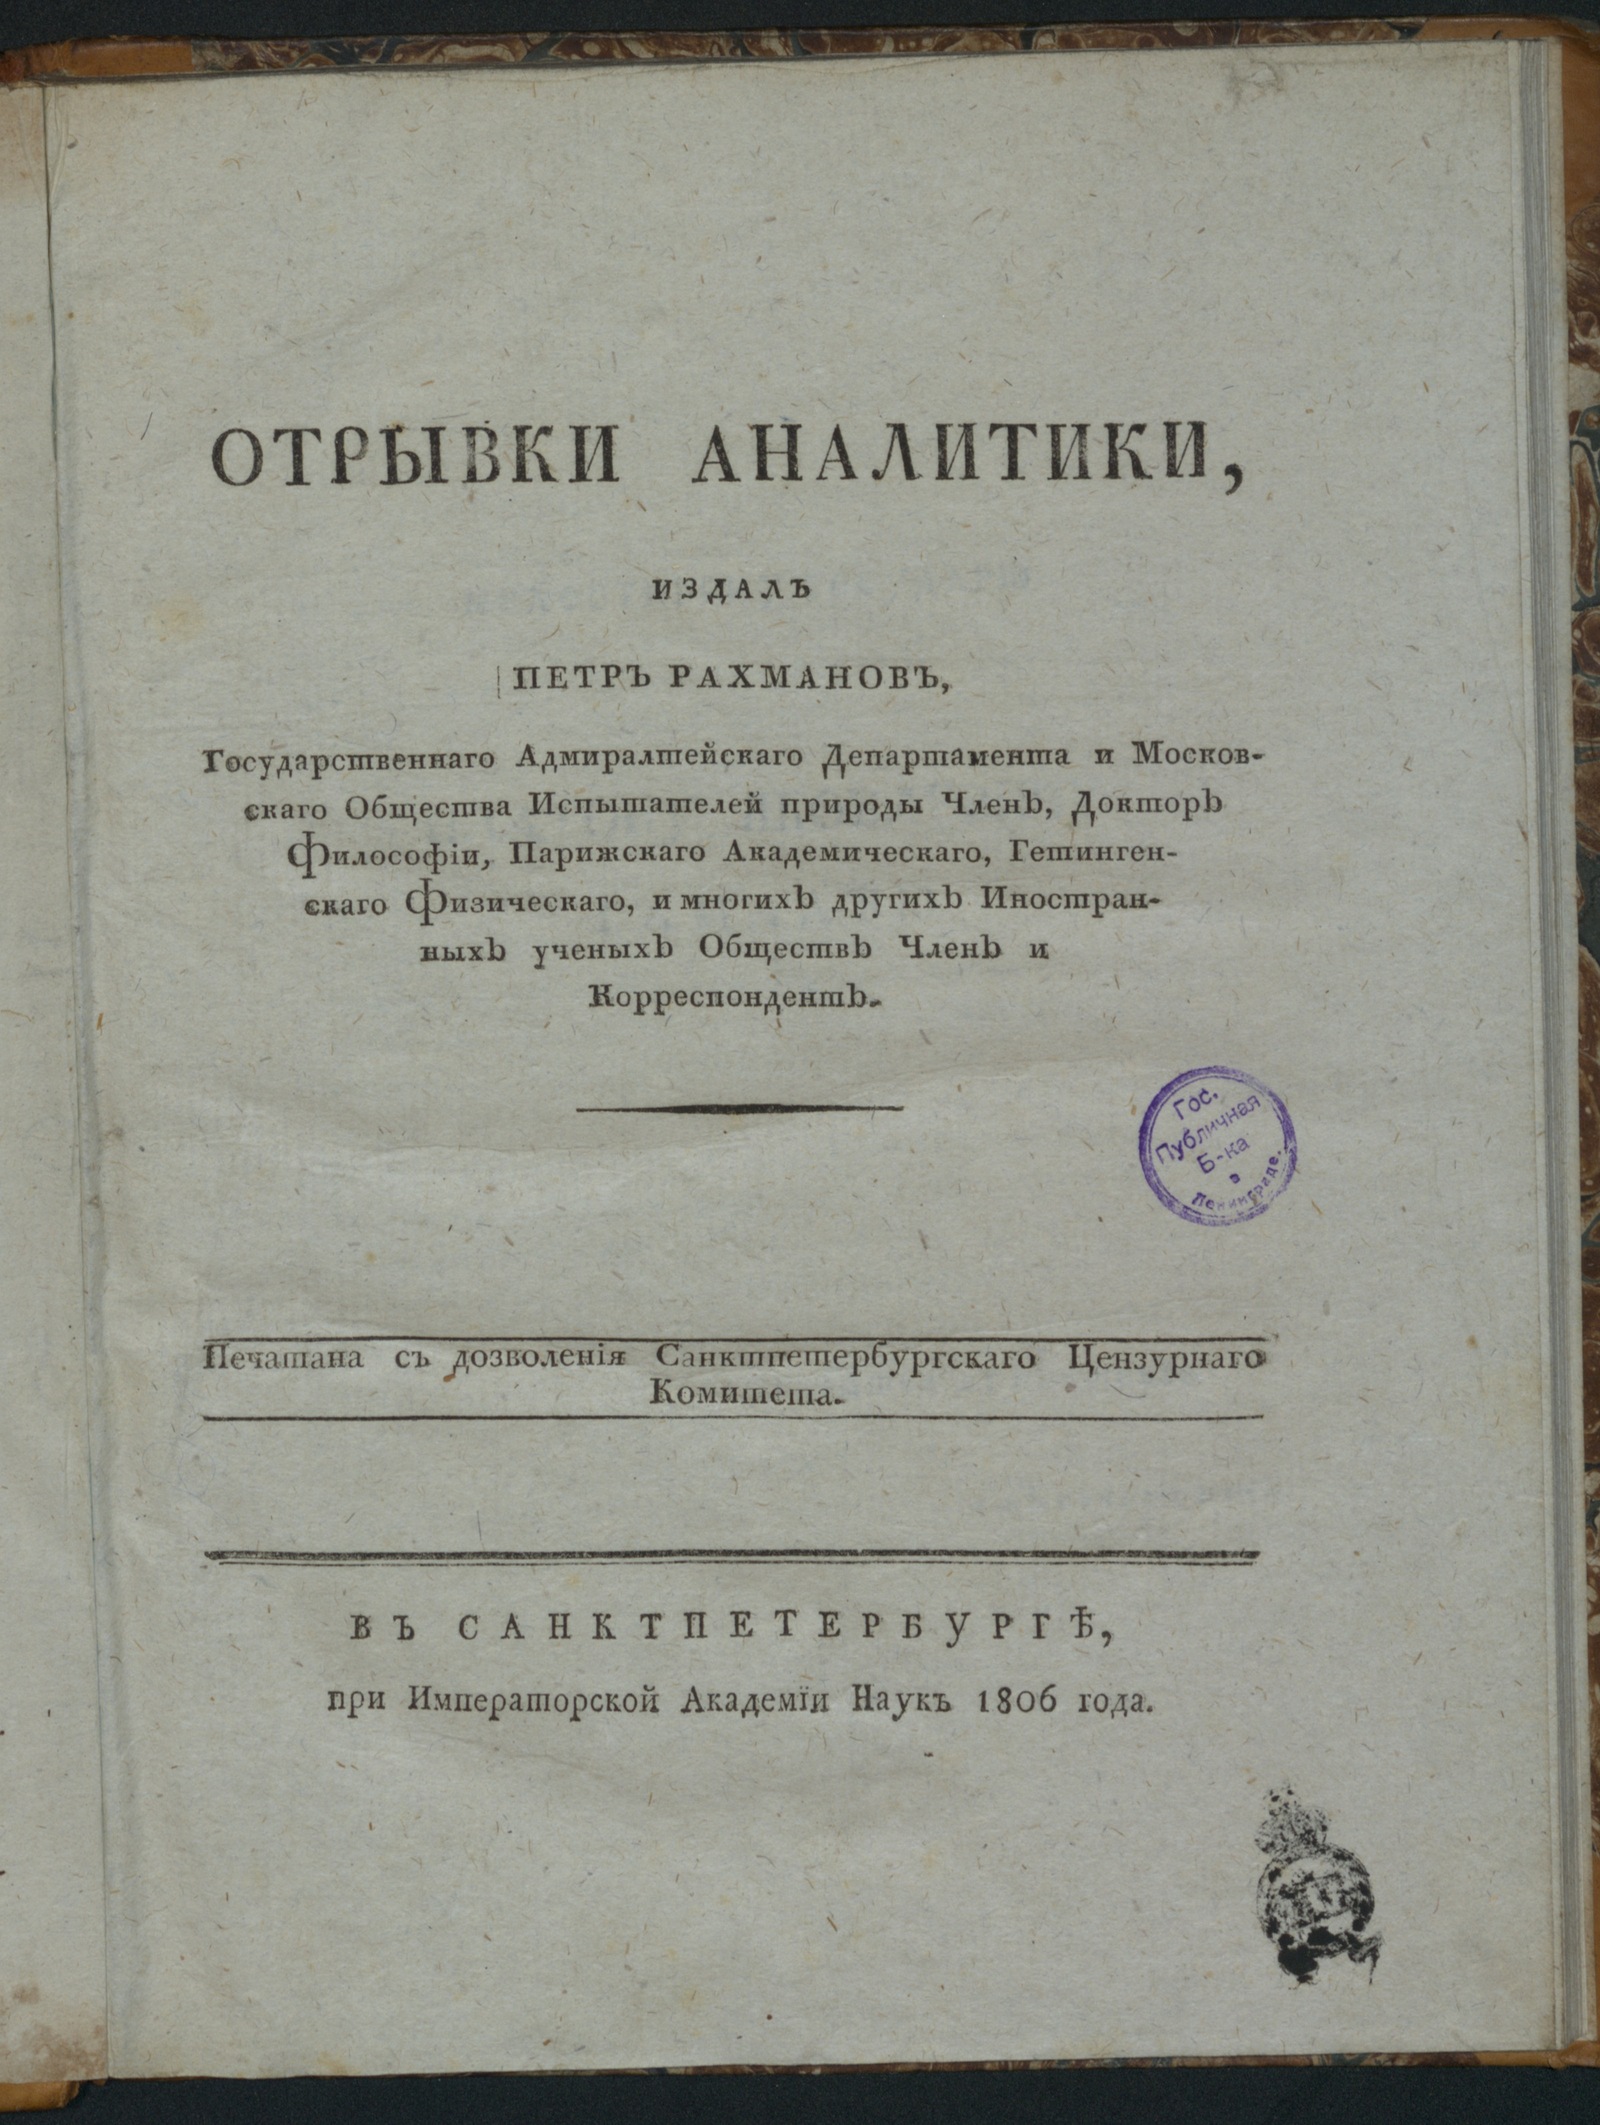 ОТРЫВКИ АНАЛИТИКИ,
ИЗДАЛЪ
ПЕТРЪ РАХМАНОВЪ,
Государственнаго Адмиралтейскаго Департамента и Москов-
скаго Общества Испытателей природы Членъ, Докторъ
Философіи, Парижскаго Академическаго, Гетинген-
скаго Физическаго, и многихъ другихъ Иностран-
ныхъ ученыхъ Обществъ Членъ и
Корреспондентъ.
Гос.
Публичная
Б-ка
в
Ленинграде.
Печатана съ дозволенія Санктпетербургскаго Цензурнаго
Комитета.
ВЪ САНКТПЕТЕРБУРГѢ,
при Императорской Академїи Наукъ 1806 года.